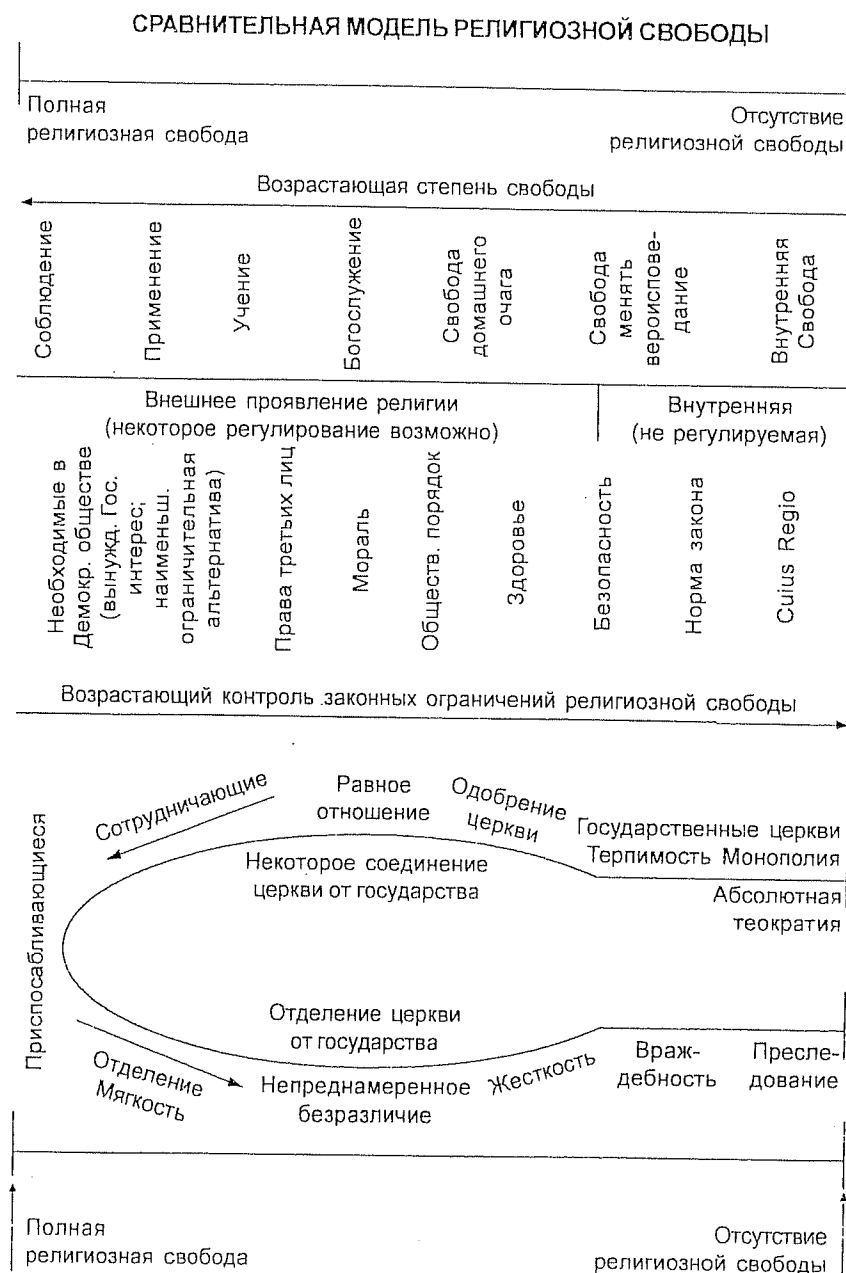 СРАВНИТЕЛЬНАЯ МОДЕЛЬ РЕЛИГИОЗНОЙ СВОБОДЫ
Полная
религиозная свобода
Отсутствие
религиозной свободы
Возрастающая степень свободы
Соблюдение
Применение
Учение
Богослужение
Свобода
домашнего
очага
Свобода
менять
вероиспове-
дание
Внутренняя
Свобода
Внешнее проявление религии
(некоторое регулирование возможно)
Внутренняя
(не регулируемая)
Необходимые в
Демокр. обществе
(вынужд. Гос.
интерес;
наименьш.
ограничительная
альтернатива)
Права третьих лиц
Мораль
Обществ. порядок
Здоровье
Безопасность
Норма закона
Cuius Regio
Возрастающий контроль законных ограничений религиозной свободы
Приспосабливающиеся
Сотрудничающие
Равное
отношение
Одобрение
церкви
Государственные церкви
Терпимость Монополия
Некоторое соединение
церкви от государства
Абсолютная
теократия
Отделение церкви
от государства
Отделение
Мягкость
Непреднамеренное
безразличие
Жесткость
Враж-
дебность
Пресле-
дование
Полная
религиозная свобода
Отсутствие
религиозной свободы